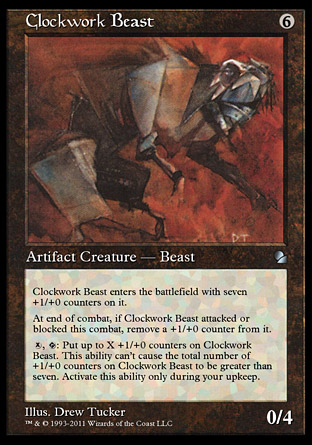 Clockwork Beast 6
DT
Artifact Creature — Beast
Clockwork Beast enters the battlefield with seven
+1/+0 counters on it.
At end of combat, if Clockwork Beast attacked or
blocked this combat, remove a +1/+0 counter from it.
X, : Put up to X +1/+0 counters on Clockwork
Beast. This ability can't cause the total number of
+1/+0 counters on Clockwork Beast to be greater than
seven. Activate this ability only during your upkeep.
Illus. Drew Tucker
™ & © 1993-2011 Wizards of the Coast LLC
0/4